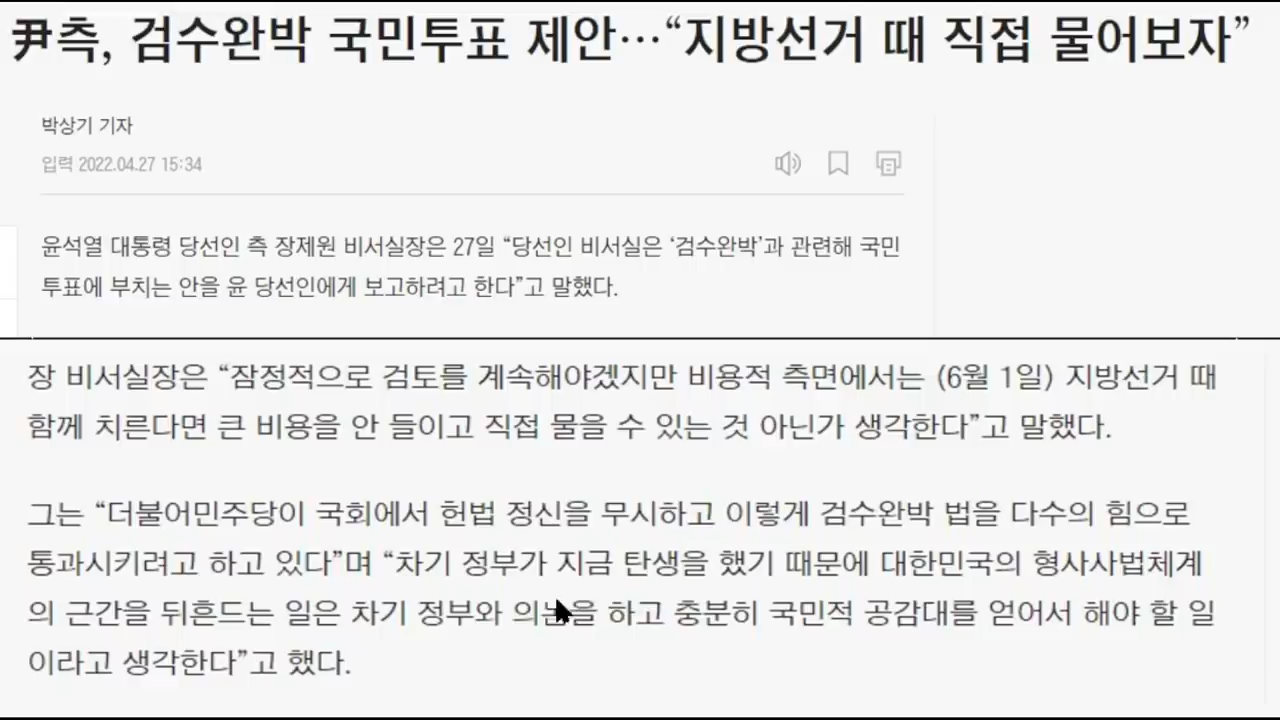 尹측, 검수완박 국민투표 제안…“지방선거 때 직접 물어보자”
박상기 기자
입력 2022.04.27 15:34
윤석열 대통령 당선인 측 장제원 비서실장은 27일 “당선인 비서실은 ‘검수완박’과 관련해 국민
투표에 부치는 안을 윤 당선인에게 보고하려고 한다”고 말했다.
장 비서실장은 “잠정적으로 검토를 계속해야겠지만 비용적 측면에서는 (6월 1일) 지방선거 때
함께 치른다면 큰 비용을 안 들이고 직접 물을 수 있는 것 아닌가 생각한다”고 말했다.
그는 “더불어민주당이 국회에서 헌법 정신을 무시하고 이렇게 검수완박 법을 다수의 힘으로
통과시키려고 하고 있다”며 “차기 정부가 지금 탄생을 했기 때문에 대한민국의 형사사법체계
의 근간을 뒤흔드는 일은 차기 정부와 의논을 하고 충분히 국민적 공감대를 얻어서 해야 할 일
이라고 생각한다”고 했다.